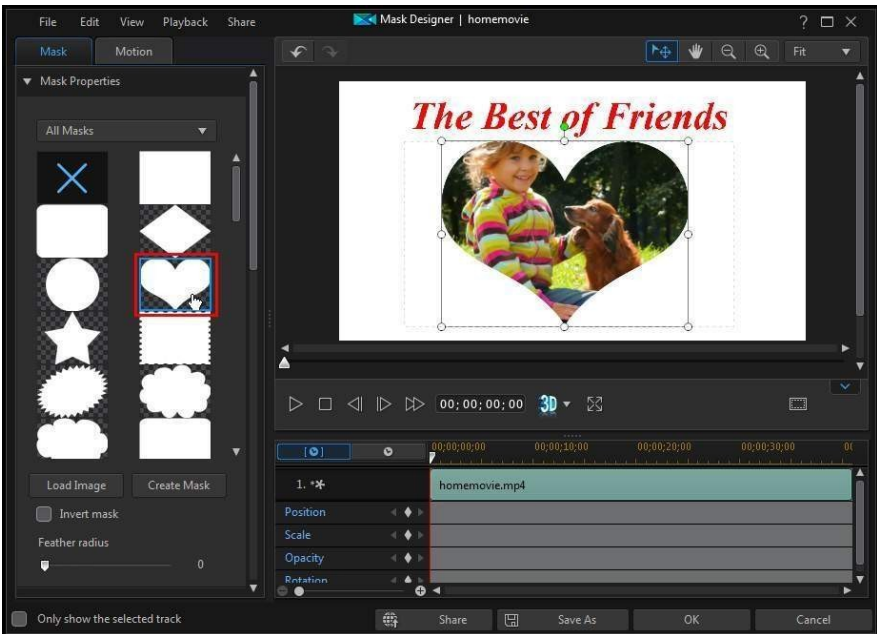 File Edit View Playback Share
Mask Designer | homemovie
?
Mask Motion
Fit
Mask Properties
All Masks
The Best of Friends
00;00;00;00
3D
00;00;00;00 00;00;10;00 00;00;20;00 00;00;30;00 00
1.
homemovie.mp4
Load Image Create Mask
Invert mask
Feather radius
0
Position
Scale
Opacity
Rotation
Only show the selected track
Share Save As OK Cancel